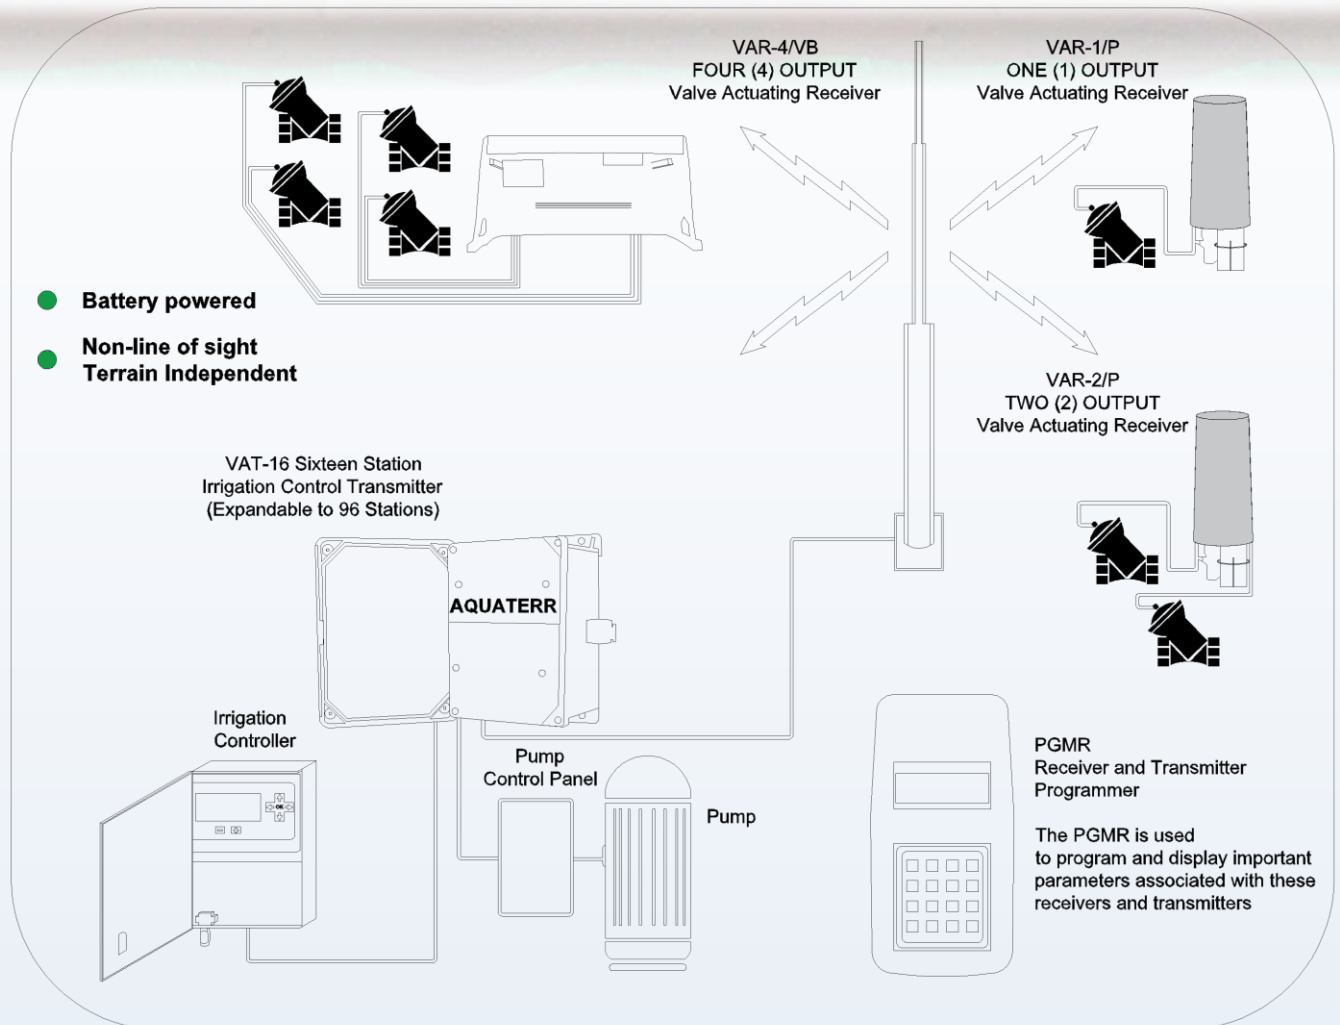 VAR-4/VB
FOUR (4) OUTPUT
Valve Actuating Receiver
VAR-1/P
ONE (1) OUTPUT
Valve Actuating Receiver
Battery powered
Non-line of sight
Terrain Independent
VAR-2/P
TWO (2) OUTPUT
Valve Actuating Receiver
VAT-16 Sixteen Station
Irrigation Control Transmitter
(Expandable to 96 Stations)
AQUATERR
Irrigation
Controller
OK
Pump
Control Panel
Pump
PGMR
Receiver and Transmitter
Programmer
The PGMR is used
to program and display important
parameters associated with these
receivers and transmitters